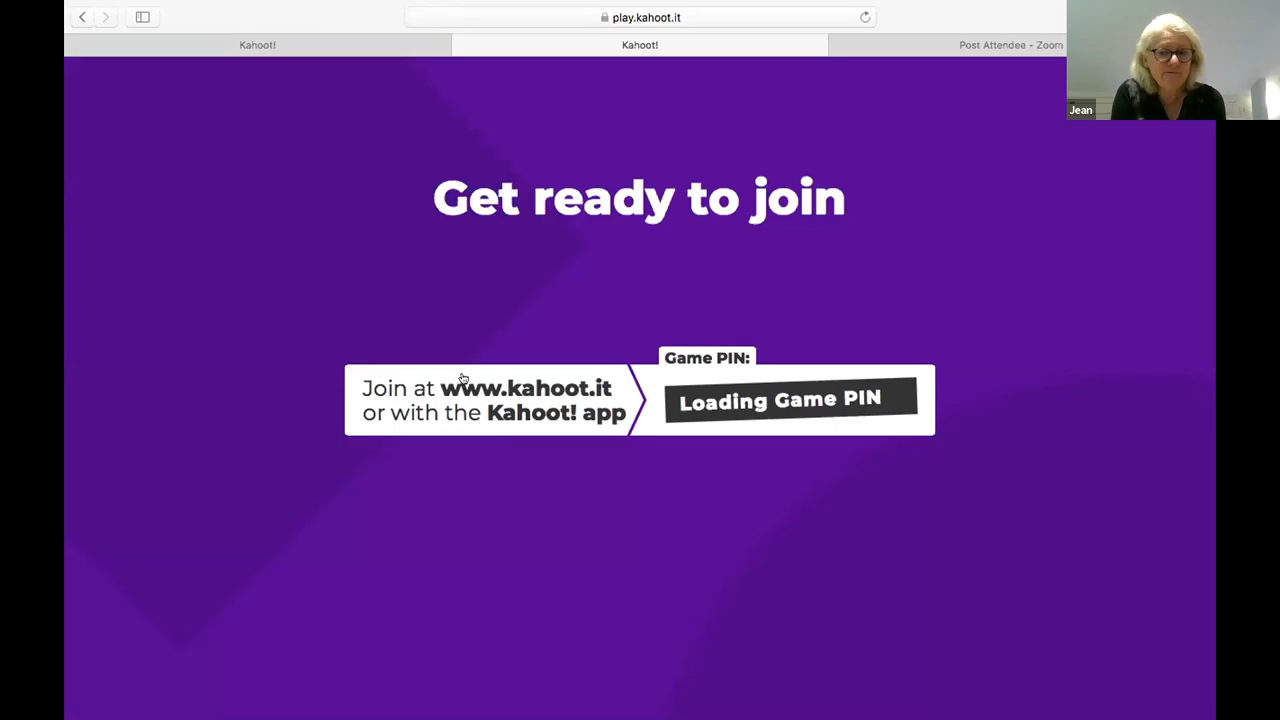 play.kahoot.it
Kahoot!
Kahoot!
Post Attendee - Zoom
Jean
Get ready to join
Game PIN:
Join at www.kahoot.it
or with the Kahoot! app
Loading Game PIN